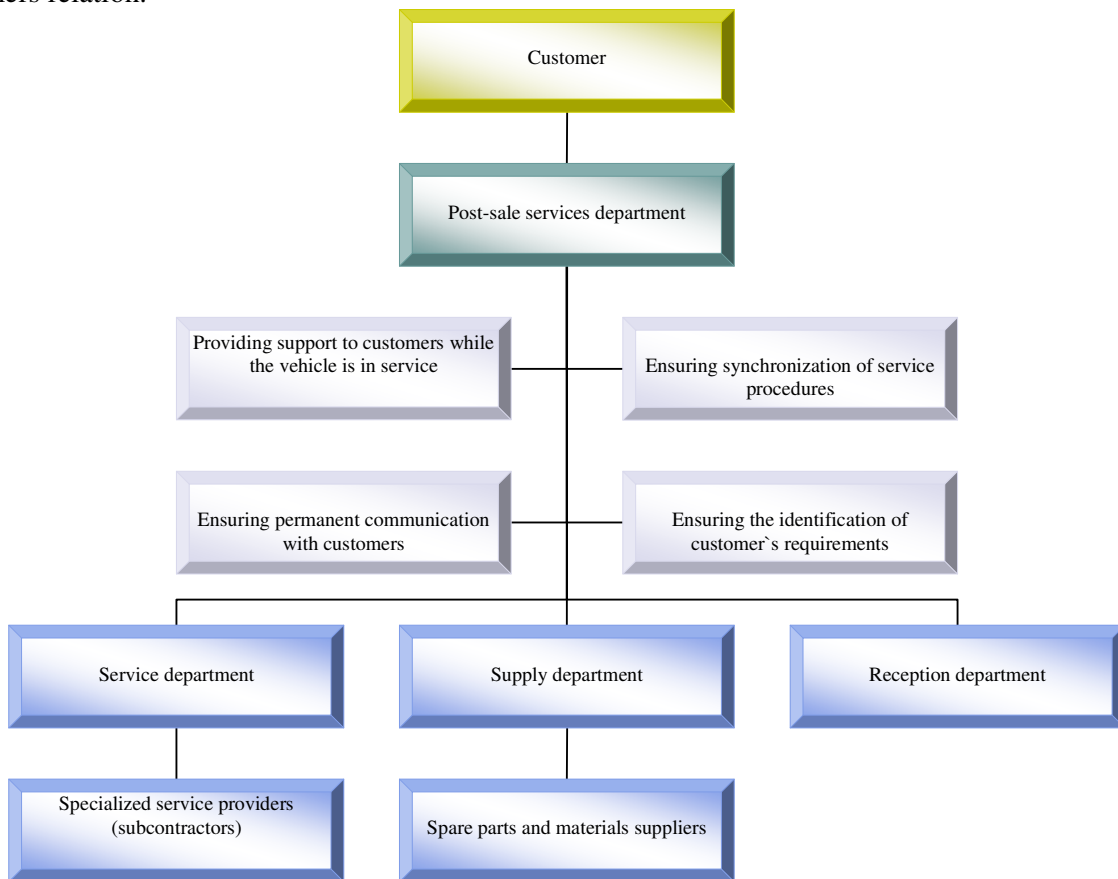 ners relation.
Customer
Post-sale services department
Providing support to customers while
the vehicle is in service
Ensuring synchronization of service
procedures
Ensuring permanent communication
with customers
Ensuring the identification of
customer`s requirements
Service department
Supply department
Reception department
Specialized service providers
(subcontractors)
Spare parts and materials suppliers